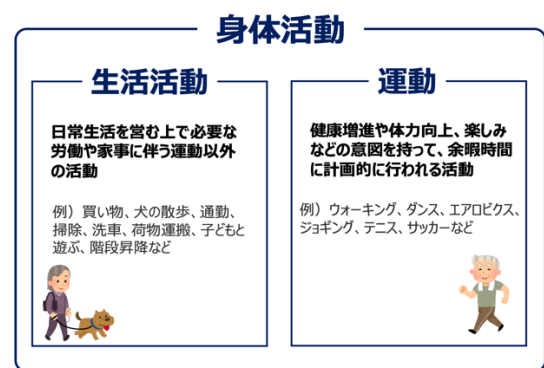 身体活動
生活活動
日常生活を営む上で必要な
労働や家事に伴う運動以外
の活動
例）買い物、犬の散歩、通勤、
掃除、洗車、荷物運搬、子どもと
遊ぶ、階段昇降など
運動
健康増進や体力向上、楽しみ
などの意図を持って、余暇時間
に計画的に行われる活動
例）ウォーキング、ダンス、エアロビクス、
ジョギング、テニス、サッカーなど